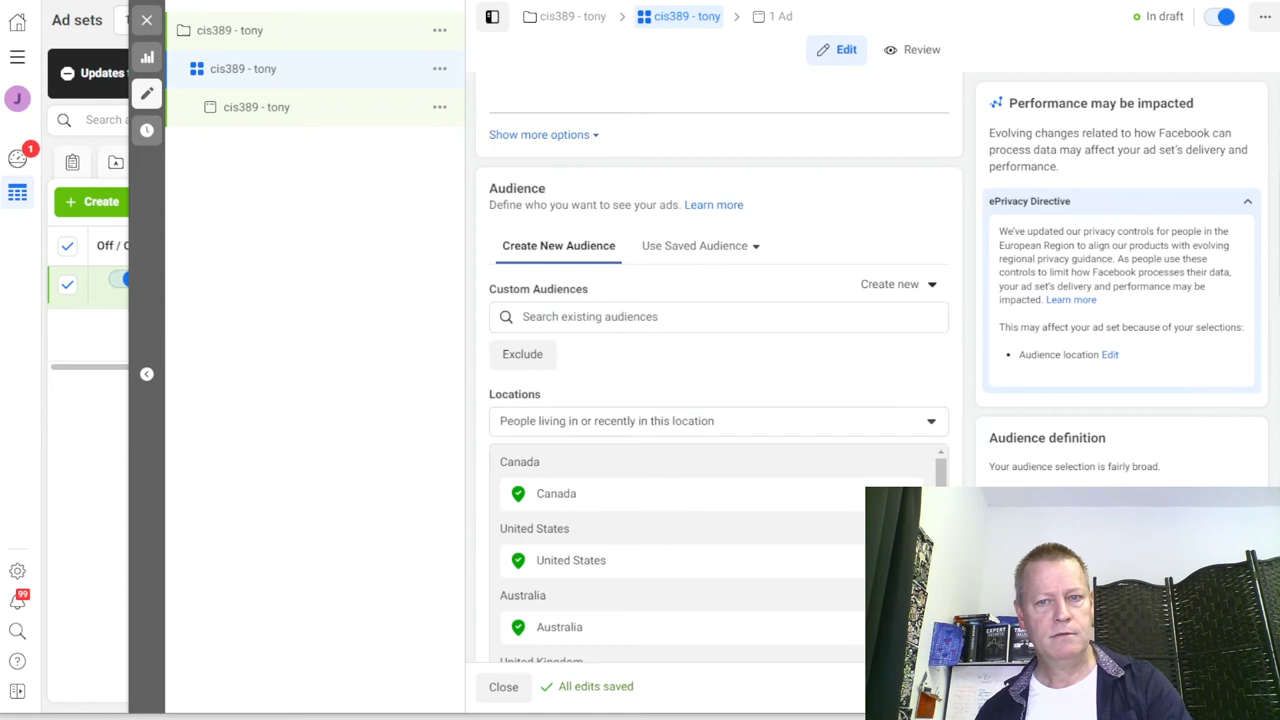 Ad sets
1
Updates
Search
Create
Off /
J
1
99
cis389 - tony
cis389 - tony
cis389 - tony
cis389 - tony
cis389 - tony
1 Ad
In draft
Edit
Review
Show more options
Audience
Define who you want to see your ads. Learn more
Create New Audience
Use Saved Audience
Custom Audiences
Create new
Search existing audiences
Exclude
Locations
People living in or recently in this location
Canada
Canada
United States
United States
Australia
Australia
United Kingdom
Close
All edits saved
Performance may be impacted
Evolving changes related to how Facebook can
process data may affect your ad set's delivery and
performance.
ePrivacy Directive
We've updated our privacy controls for people in the
European Region to align our products with evolving
regional privacy guidance. As people use these
controls to limit how Facebook processes their data,
your ad set's delivery and performance may be
impacted. Learn more
This may affect your ad set because of your selections:
Audience location Edit
Audience definition
Your audience selection is fairly broad.
EXPERT